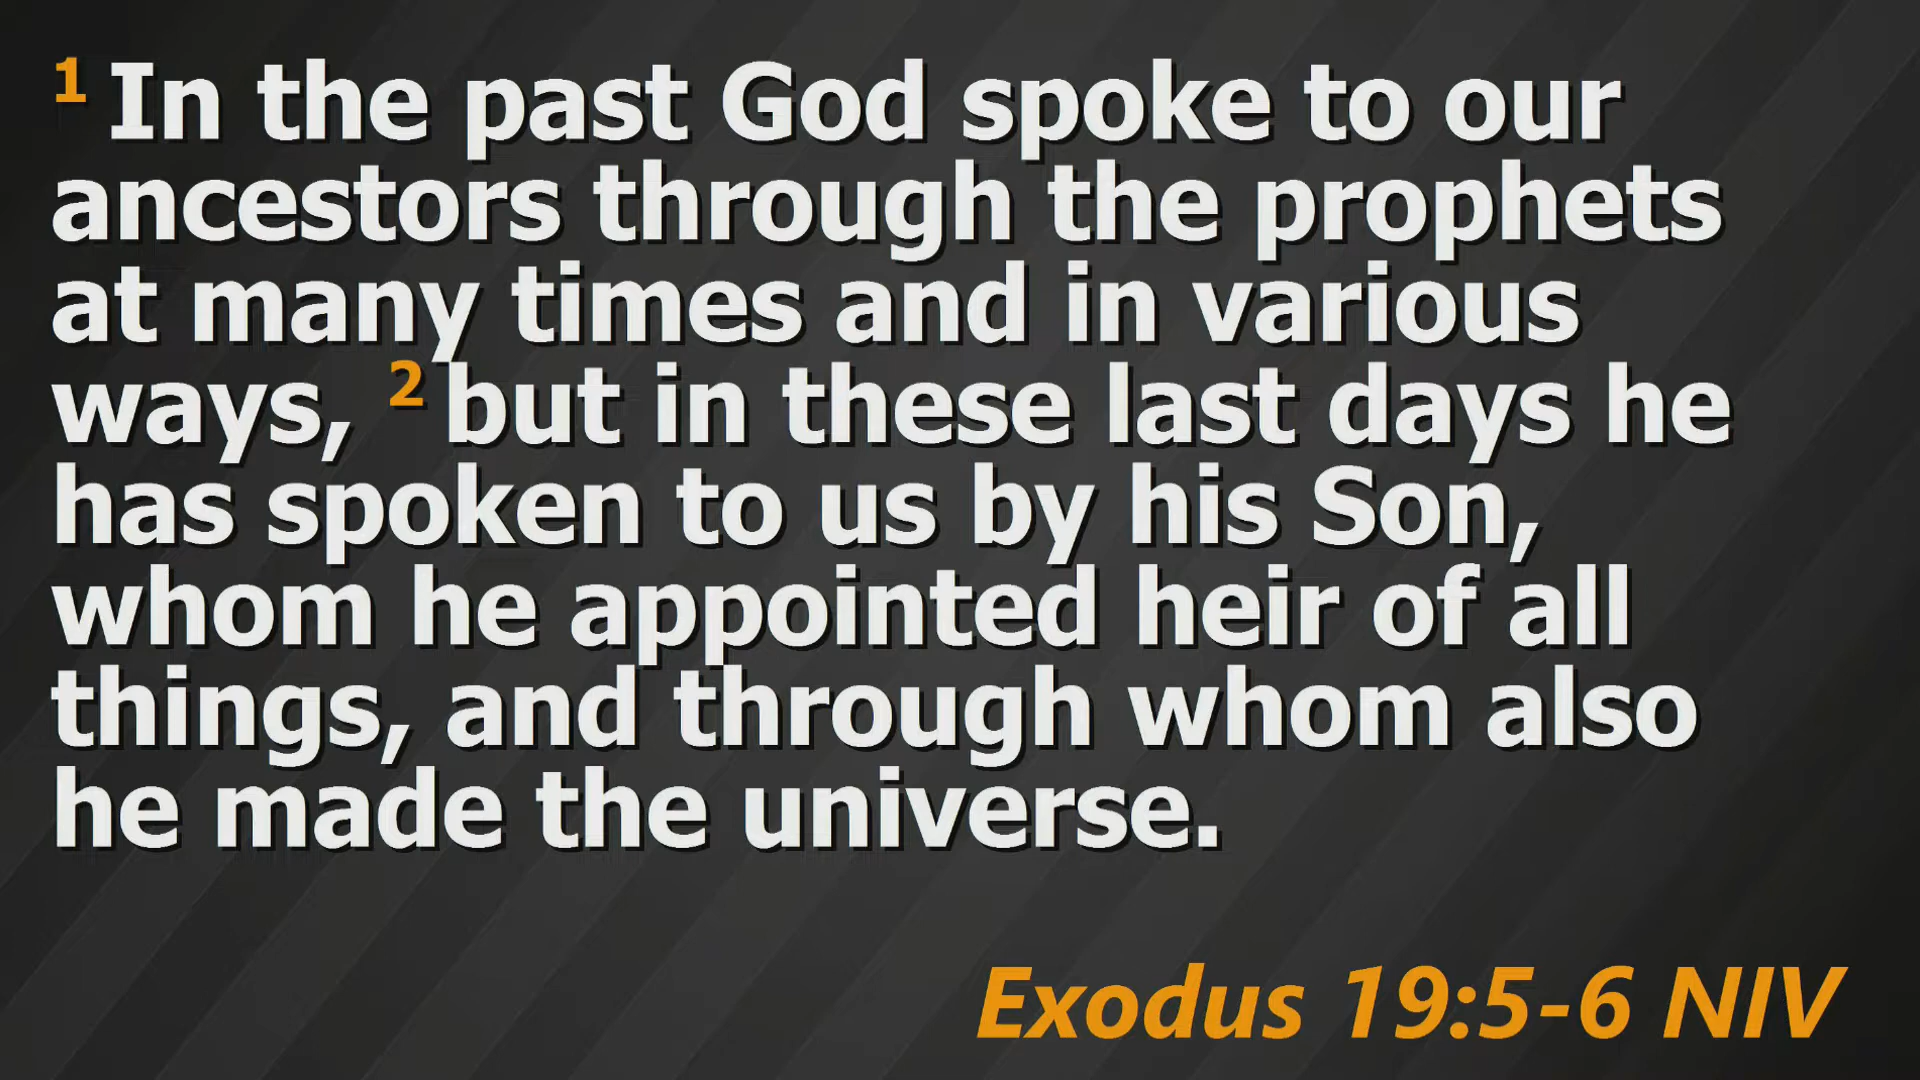 1 In the past God spoke to our
ancestors through the prophets
at many times and in various
ways, 2 but in these last days he
has spoken to us by his Son,
whom he appointed heir of all
things, and through whom also
he made the universe.
Exodus 19:5-6 NIV